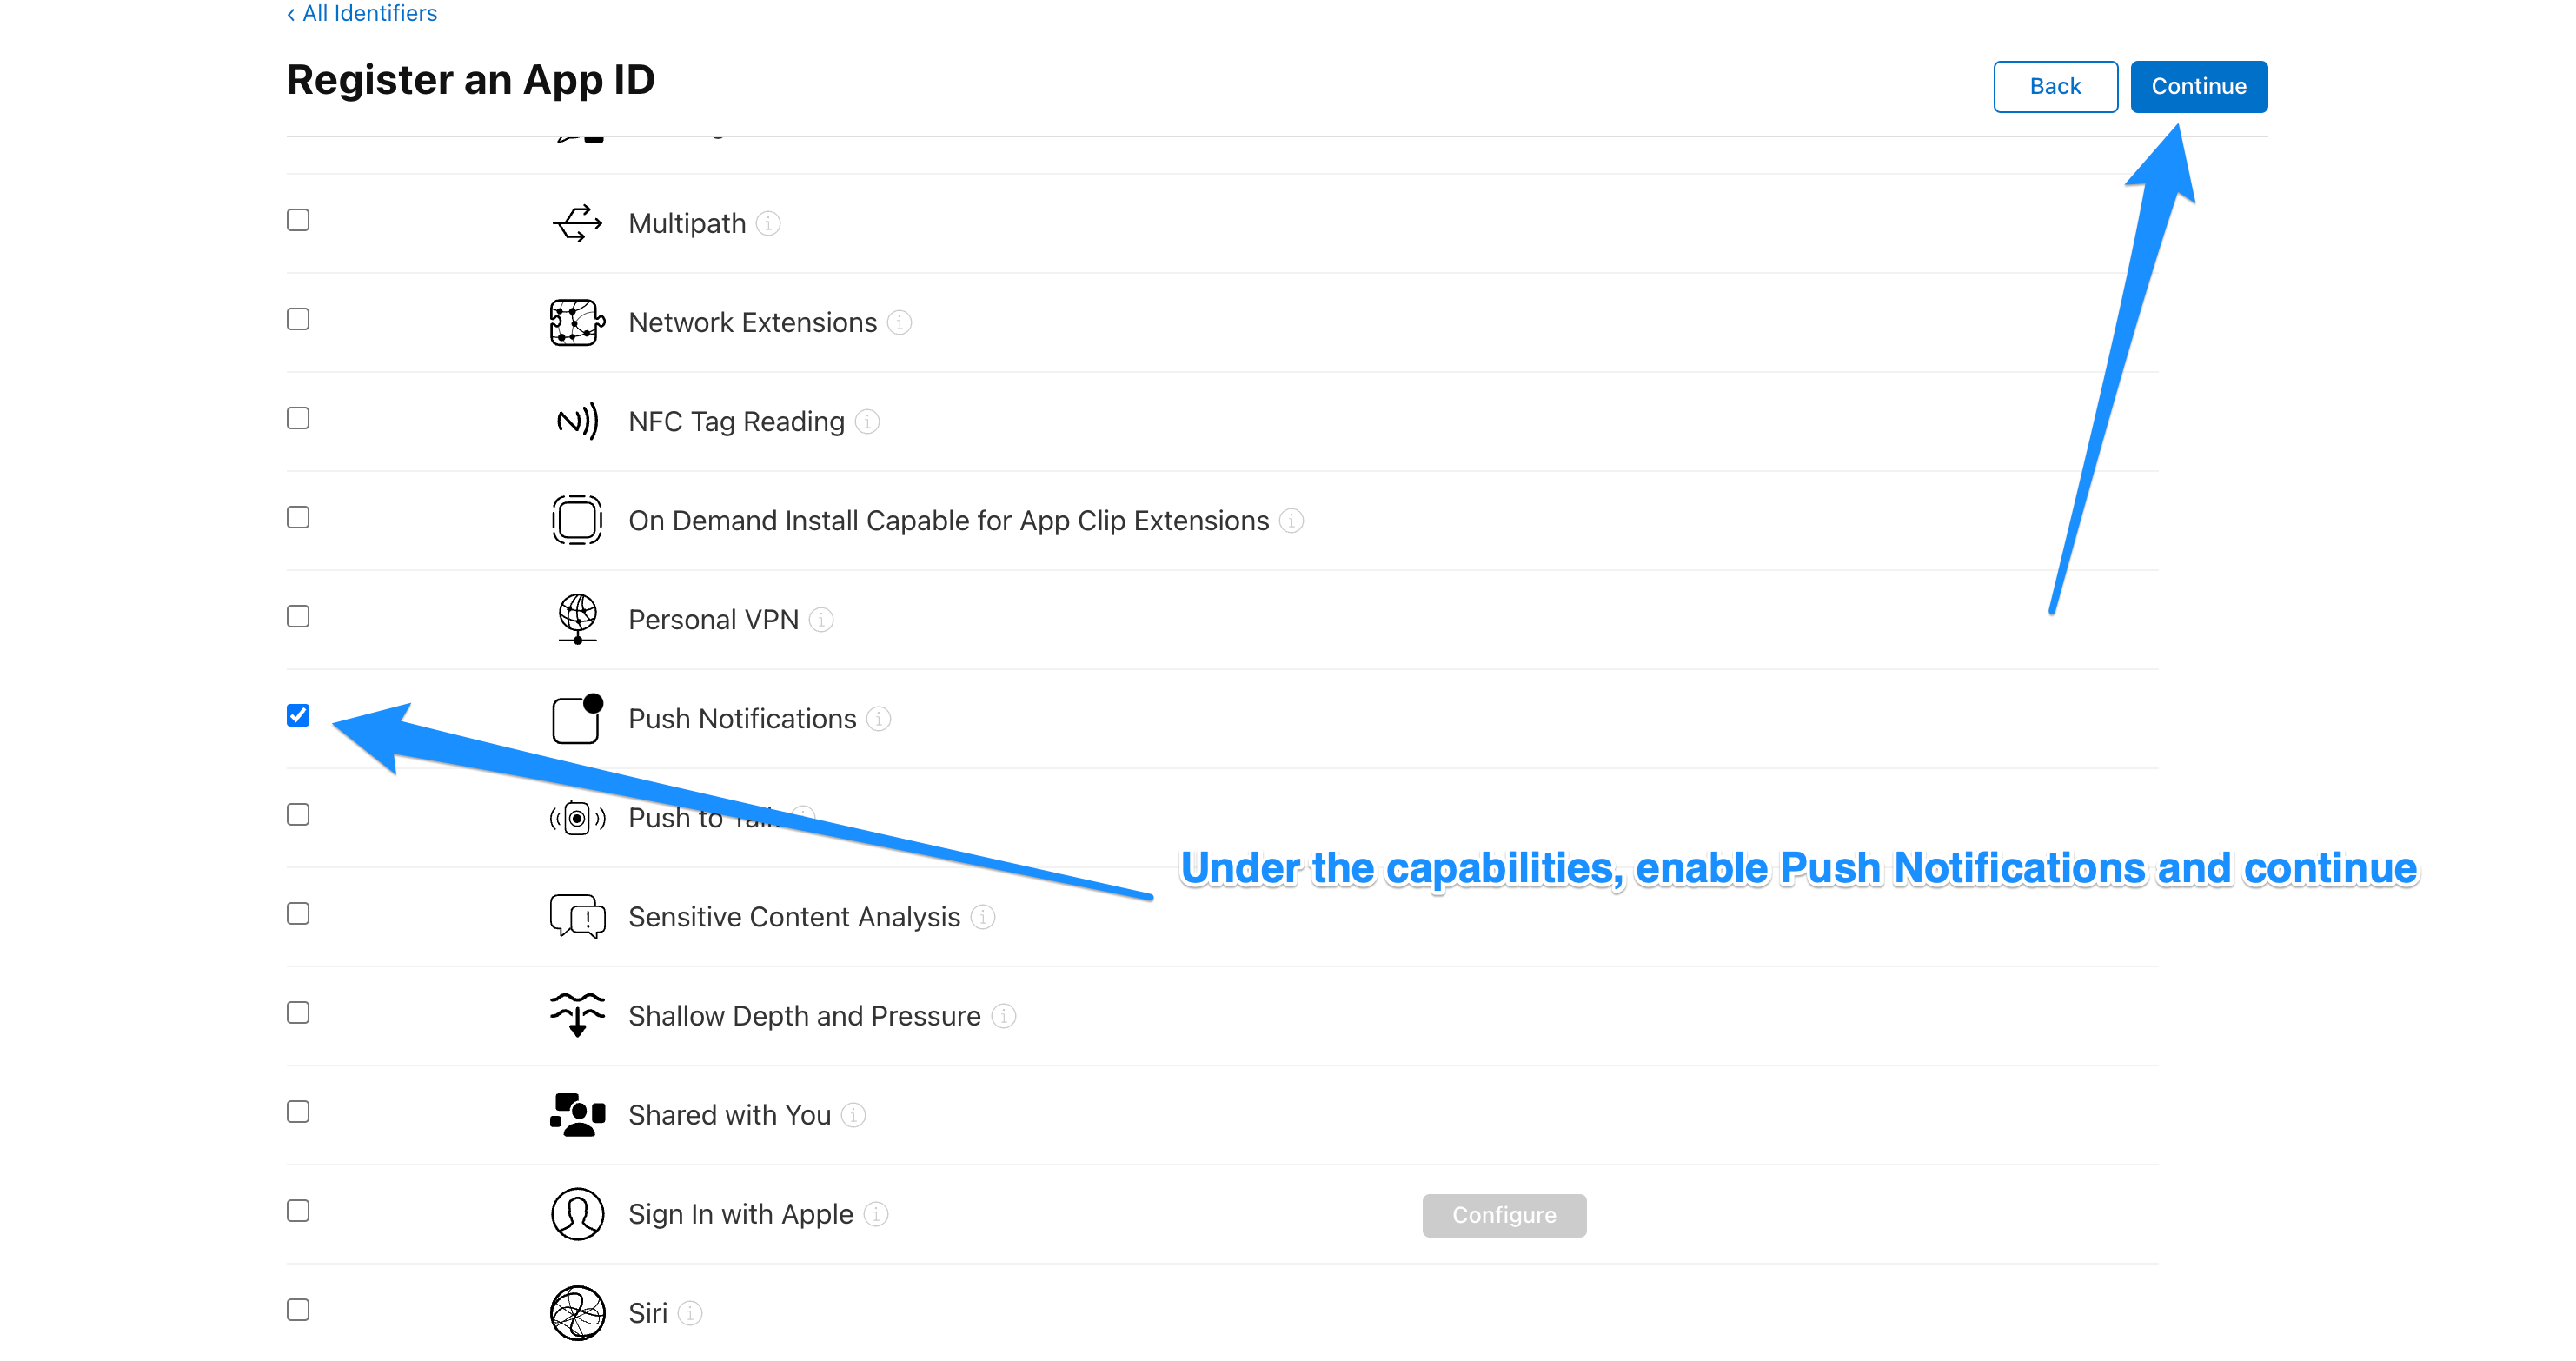 ‹ All Identifiers
Register an App ID
Back
Continue
Multipath
Network Extensions
NFC Tag Reading
On Demand Install Capable for App Clip Extensions
Personal VPN
Push Notifications
Push to Talk
Under the capabilities, enable Push Notifications and continue
Sensitive Content Analysis
Shallow Depth and Pressure
Shared with You
Sign In with Apple
Configure
Siri